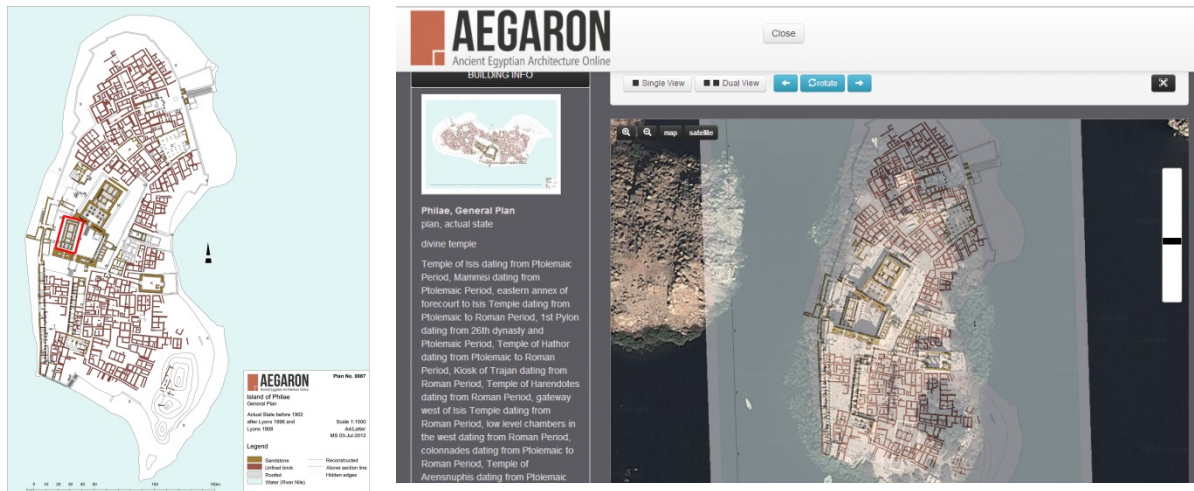 AEGARON
Ancient Egyptian Architecture Online
Plan No. 0087
Island of Philae
General Plan
Actual State before 1902
after Lyons 1896 and
Lyons 1908
Scale 1:1500
A4/Letter
MS 03-Jul-2012
Legend
Sandstone
Unfired brick
Roofed
Water (River Nile)
Reconstructed
Above section line
Hidden edges
0 10 20 30 40 50 100 150m
AEGARON
Ancient Egyptian Architecture Online
Close
BUILDING INFO
Single View
Dual View
rotate
map
satellite
Philae, General Plan
plan, actual state
divine temple
Temple of Isis dating from Ptolemaic
Period, Mammisi dating from
Ptolemaic Period, eastern annex of
forecourt to Isis Temple dating from
Ptolemaic to Roman Period, 1st Pylon
dating from 26th dynasty and
Ptolemaic Period, Temple of Hathor
dating from Ptolemaic to Roman
Period, Kiosk of Trajan dating from
Roman Period, Temple of Harendotes
dating from Roman Period, gateway
west of Isis Temple dating from
Roman Period, low level chambers in
the west dating from Roman Period,
colonnades dating from Ptolemaic to
Roman Period, Temple of
Arensnuphis dating from Ptolemaic